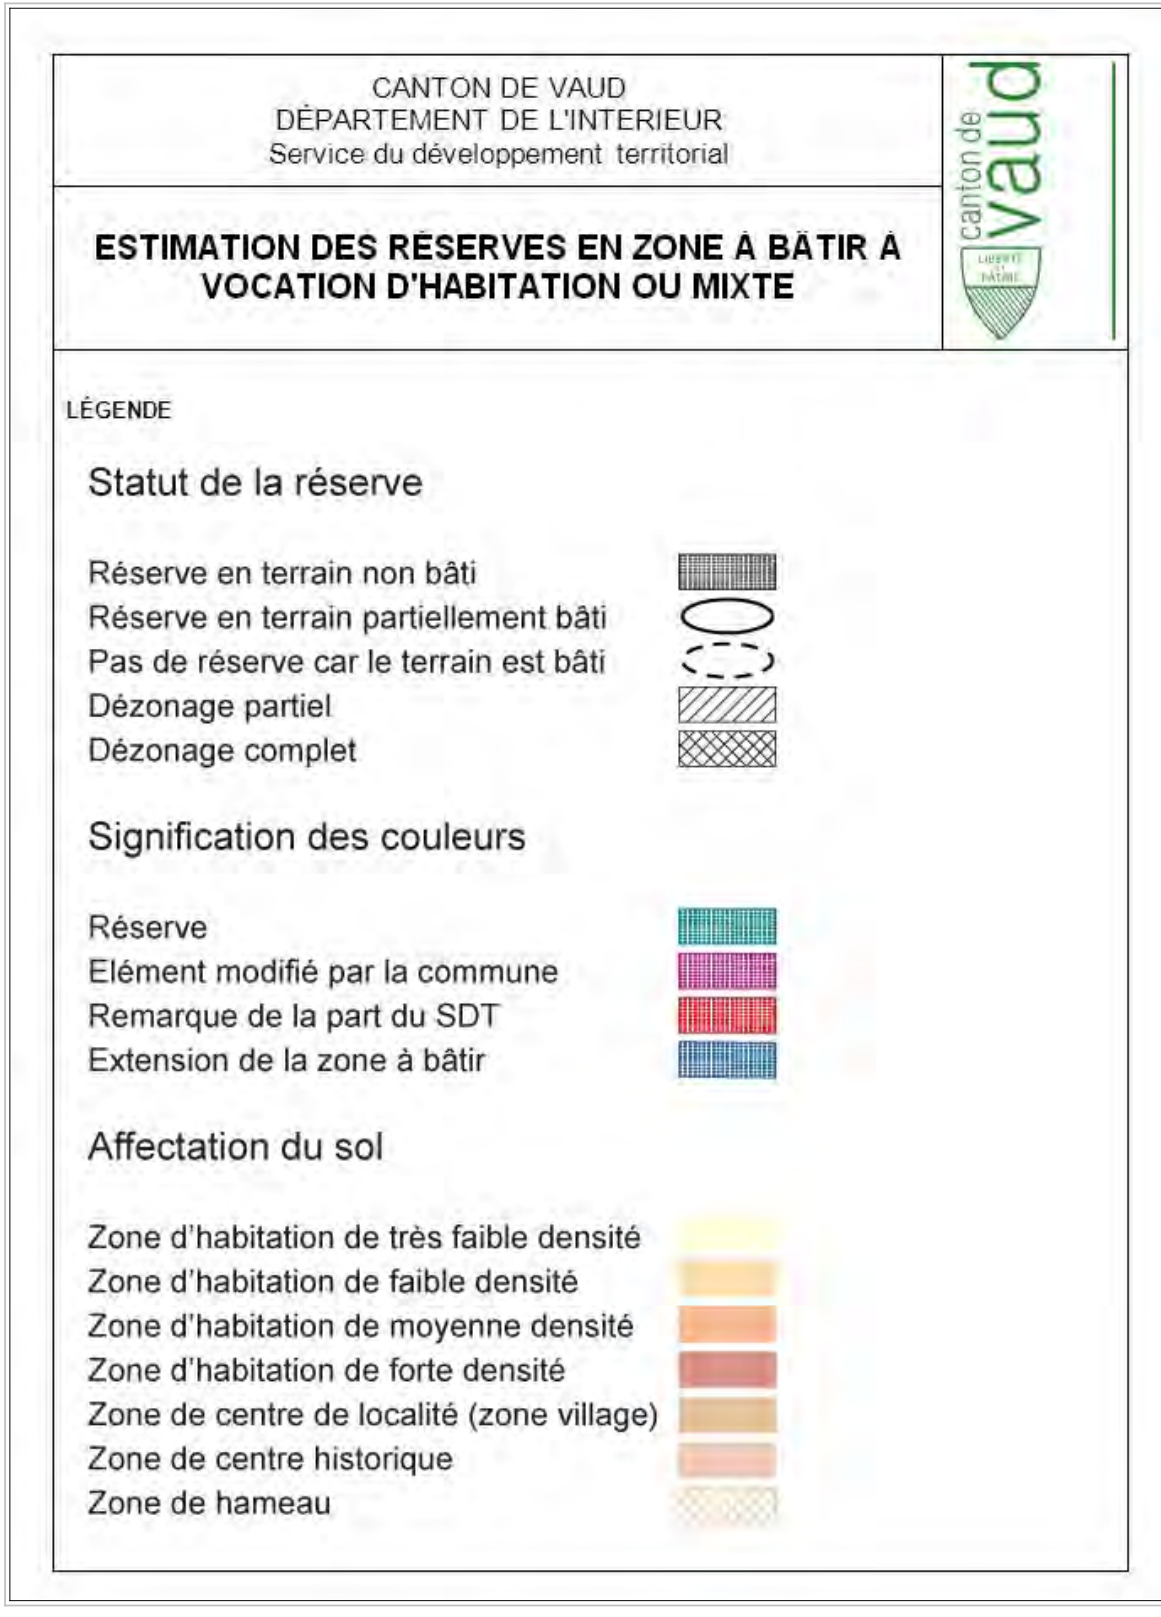 CANTON DE VAUD
DÉPARTEMENT DE L'INTERIEUR
Service du développement territorial
canton de
vaud
LIBERTÉ
ET
PATRIE
ESTIMATION DES RÉSERVES EN ZONE À BÂTIR À
VOCATION D'HABITATION OU MIXTE
LÉGENDE
Statut de la réserve
Réserve en terrain non bâti
Réserve en terrain partiellement bâti
Pas de réserve car le terrain est bâti
Dézonage partiel
Dézonage complet
Signification des couleurs
Réserve
Elément modifié par la commune
Remarque de la part du SDT
Extension de la zone à bâtir
Affectation du sol
Zone d'habitation de très faible densité
Zone d'habitation de faible densité
Zone d'habitation de moyenne densité
Zone d'habitation de forte densité
Zone de centre de localité (zone village)
Zone de centre historique
Zone de hameau